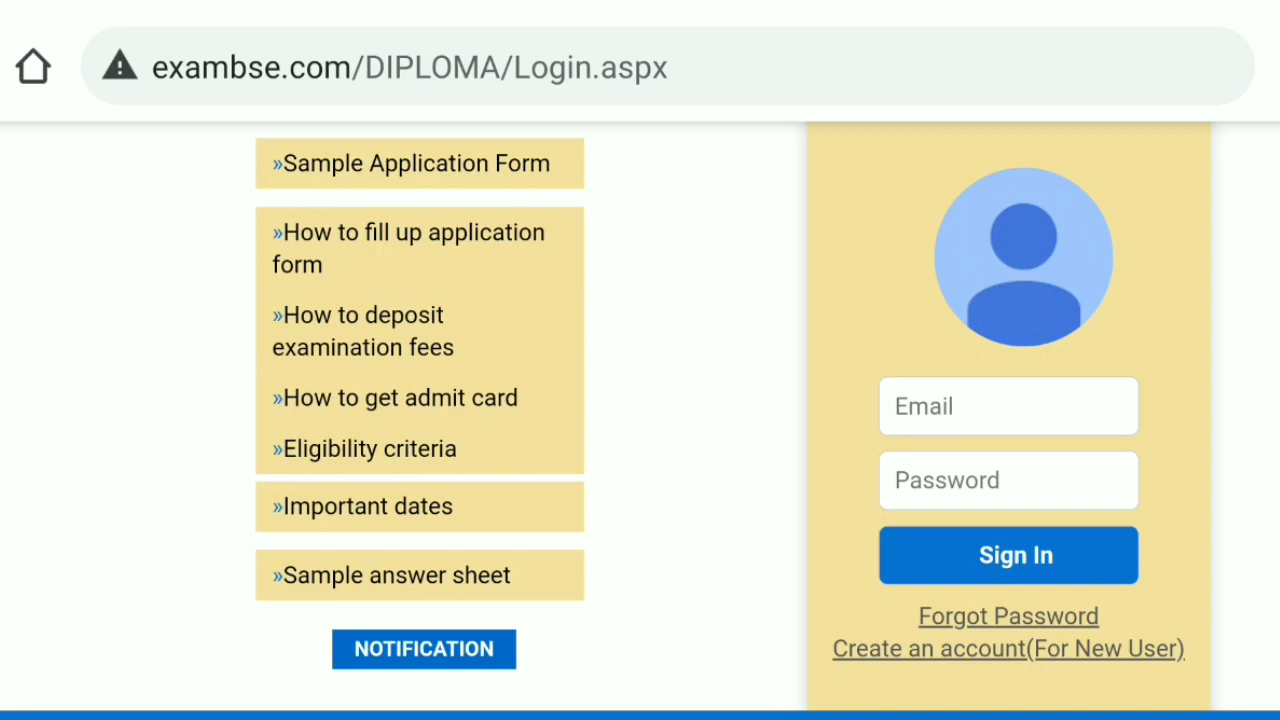 exambse.com/DIPLOMA/Login.aspx
»Sample Application Form
»How to fill up application
form
»How to deposit
examination fees
»How to get admit card
»Eligibility criteria
»Important dates
»Sample answer sheet
NOTIFICATION
Email
Password
Sign In
Forgot Password
Create an account(For New User)